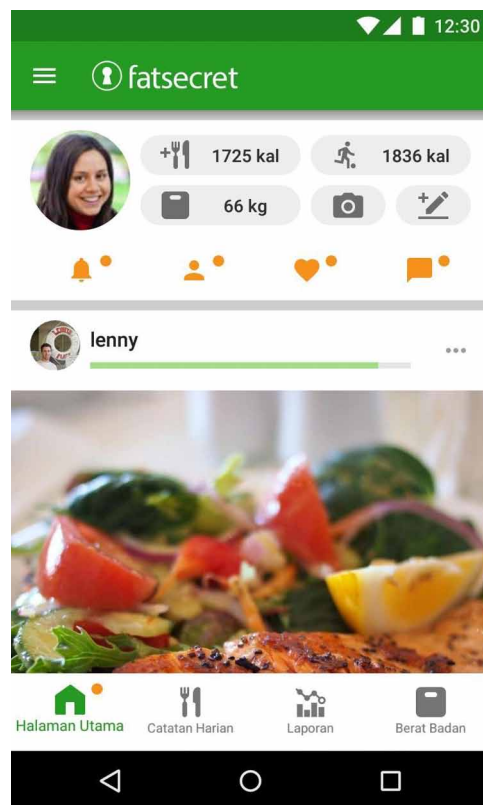 12:30
fatsecret
1725 kal
1836 kal
66 kg
lenny
Halaman Utama
Catatan Harian
Laporan
Berat Badan